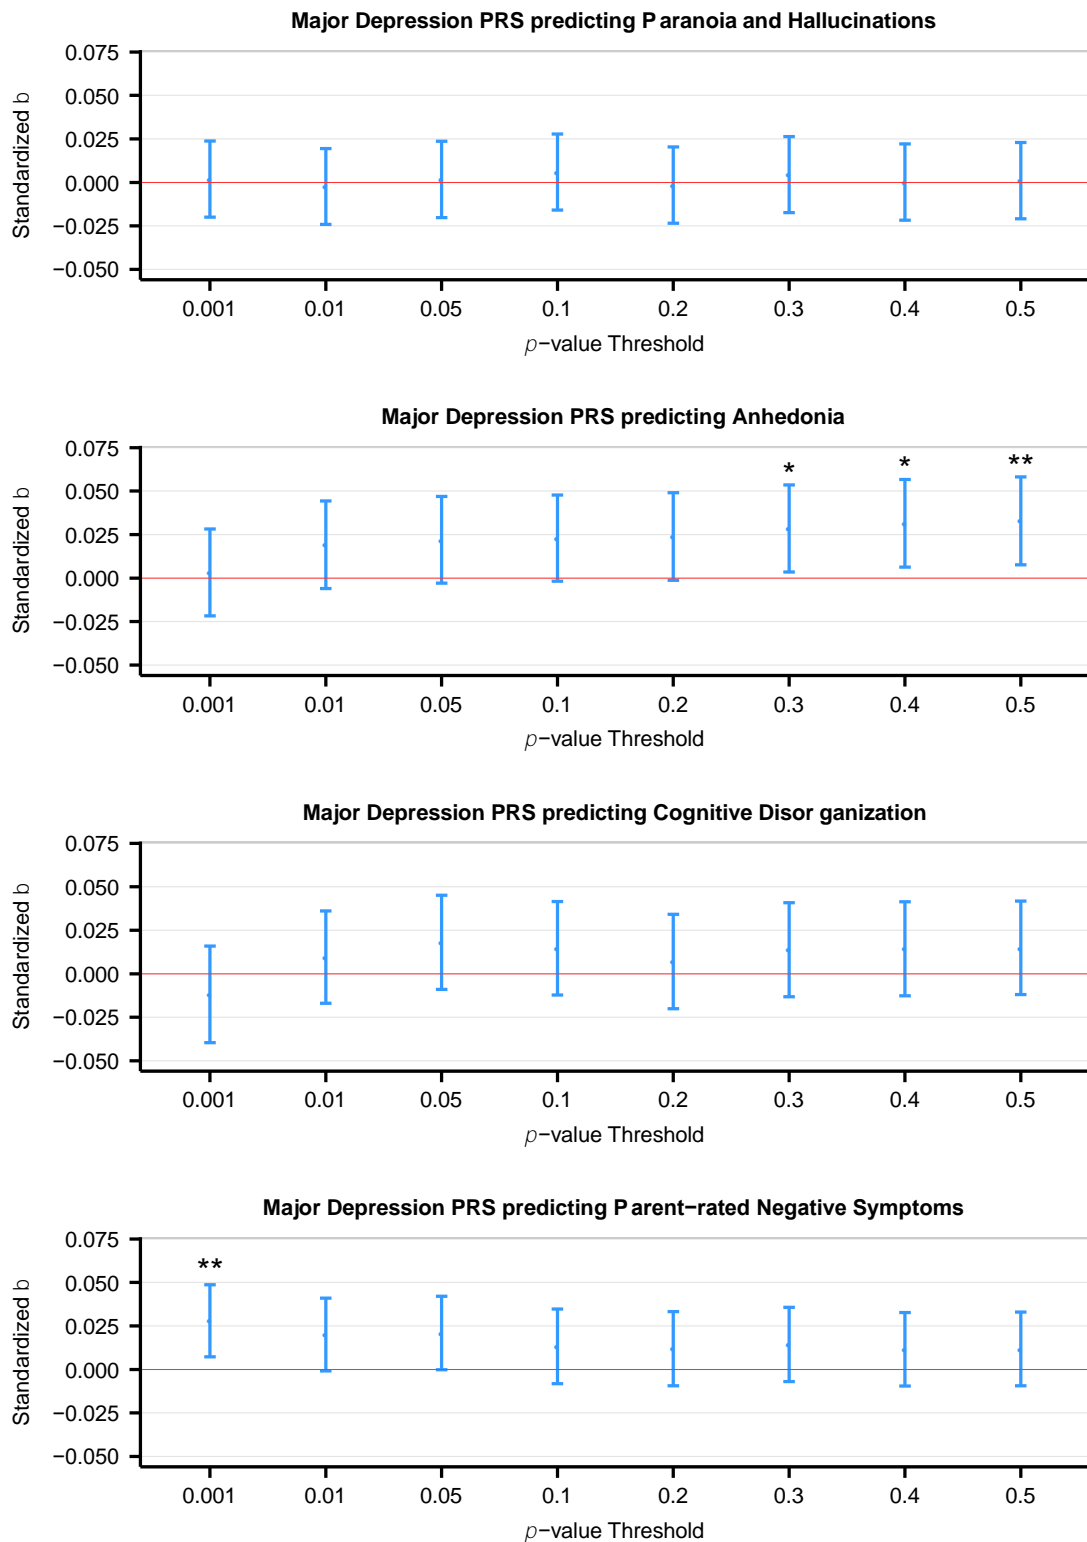 Major Depression PRS predicting Paranoia and Hallucinations
0.075
0.050
0.025
0.000
−0.025
−0.050
Standardized b
0.001 0.01 0.05 0.1 0.2 0.3 0.4 0.5
p−value Threshold
Major Depression PRS predicting Anhedonia
0.075
0.050
0.025
0.000
−0.025
−0.050
Standardized b
* * **
0.001 0.01 0.05 0.1 0.2 0.3 0.4 0.5
p−value Threshold
Major Depression PRS predicting Cognitive Disor ganization
0.075
0.050
0.025
0.000
−0.025
−0.050
Standardized b
0.001 0.01 0.05 0.1 0.2 0.3 0.4 0.5
p−value Threshold
Major Depression PRS predicting Parent−rated Negative Symptoms
0.075
0.050
0.025
0.000
−0.025
−0.050
Standardized b
**
0.001 0.01 0.05 0.1 0.2 0.3 0.4 0.5
p−value Threshold